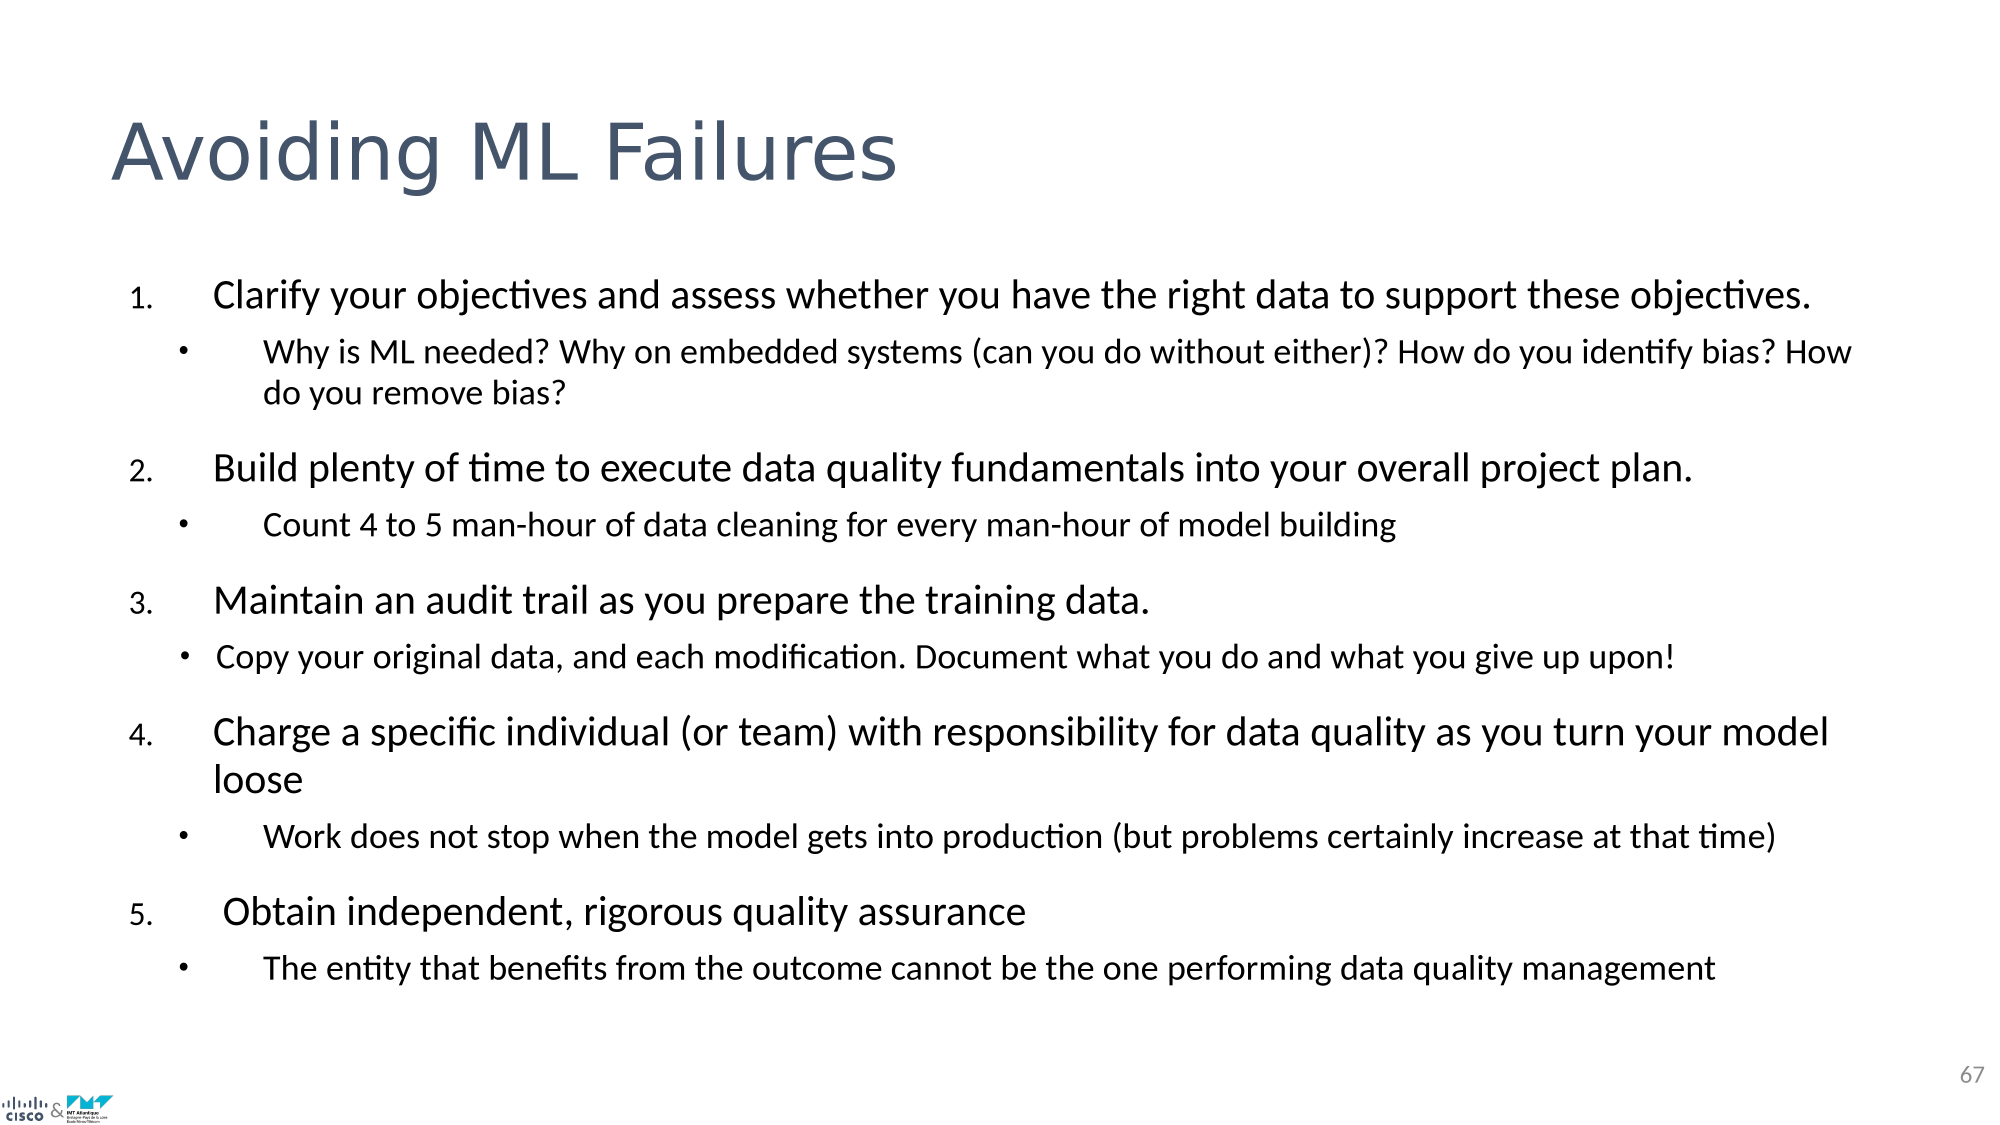 Avoiding ML Failures
1. Clarify your objectives and assess whether you have the right data to support these objectives.
• Why is ML needed? Why on embedded systems (can you do without either)? How do you identify bias? How
do you remove bias?
2. Build plenty of time to execute data quality fundamentals into your overall project plan.
• Count 4 to 5 man-hour of data cleaning for every man-hour of model building
3. Maintain an audit trail as you prepare the training data.
• Copy your original data, and each modification. Document what you do and what you give up upon!
4. Charge a specific individual (or team) with responsibility for data quality as you turn your model
loose
• Work does not stop when the model gets into production (but problems certainly increase at that time)
5. Obtain independent, rigorous quality assurance
• The entity that benefits from the outcome cannot be the one performing data quality management
67
CISCO & IMT Atlantique
Bretagne-Pays de la Loire
École Mines-Télécom